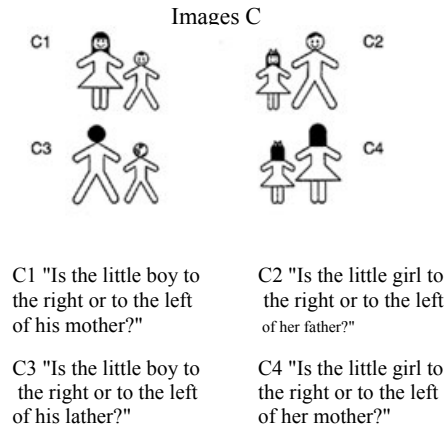 Images C
C1
C2
C3
C4
C1 "Is the little boy to
the right or to the left
of his mother?"
C2 "Is the little girl to
the right or to the left
of her father?"
C3 "Is the little boy to
the right or to the left
of his lather?"
C4 "Is the little girl to
the right or to the left
of her mother?"